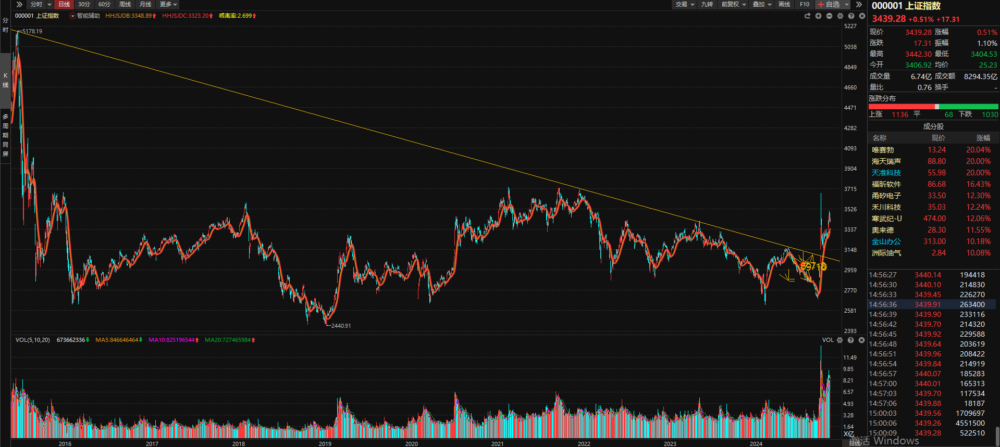 分时 日线 30分 60分 周线 月线 更多
交易 九转 前复权 叠加 画线 F10 +自选
000001 上证指数 智能辅助 HHJSJDB:3348.89 HHJSJDC:3323.20 乖离率:2.699
分时
K线
多周期同屏
5178.19
2440.91
5227
5038
4849
4660
4471
4282
4093
3904
3715
3526
3337
3148
2959
2770
2581
2393
VOL(5,10,20) 673662336 MA5:846646464 MA10:825196544 MA20:727465984
VOL
11.49
9.85
8.21
6.57
4.93
3.28
1.64
X亿
2016 2017 2018 2019 2020 2021 2022 2023 2024
日线
000001 上证指数
3439.28 +0.51% +17.31
现价 3439.28 涨幅 0.51%
涨跌 17.31 振幅 1.10%
最高 3442.30 最低 3404.53
今开 3406.92 均价 25.23
成交量 6.74亿 成交额 8294.35亿
量比 0.76 换手 -
涨跌分布
上涨 1136 平 68 下跌 1030
成分股
名称 现价 涨幅
唯赛勃 13.24 20.04%
海天瑞声 88.80 20.00%
天准科技 55.98 20.00%
福昕软件 86.68 16.43%
甬矽电子 33.50 12.30%
禾川科技 35.03 12.24%
寒武纪-U 474.00 12.06%
奥来德 28.30 11.55%
金山办公 313.00 10.18%
洲际油气 2.84 10.08%
14:56:27 3440.14 194418
14:56:30 3440.10 214830
14:56:33 3439.45 226270
14:56:36 3439.91 263400
14:56:39 3439.90 233116
14:56:42 3439.70 214320
14:56:45 3439.92 229588
14:56:48 3439.64 203619
14:56:51 3439.96 208422
14:56:54 3439.84 214919
14:56:57 3440.07 185283
14:57:00 3440.01 165313
14:57:03 3439.70 117534
14:57:06 3439.88 18187
15:00:03 3439.56 1709697
15:00:06 3439.26 4551500
15:00:09 3439.28 522510
激活 Windows